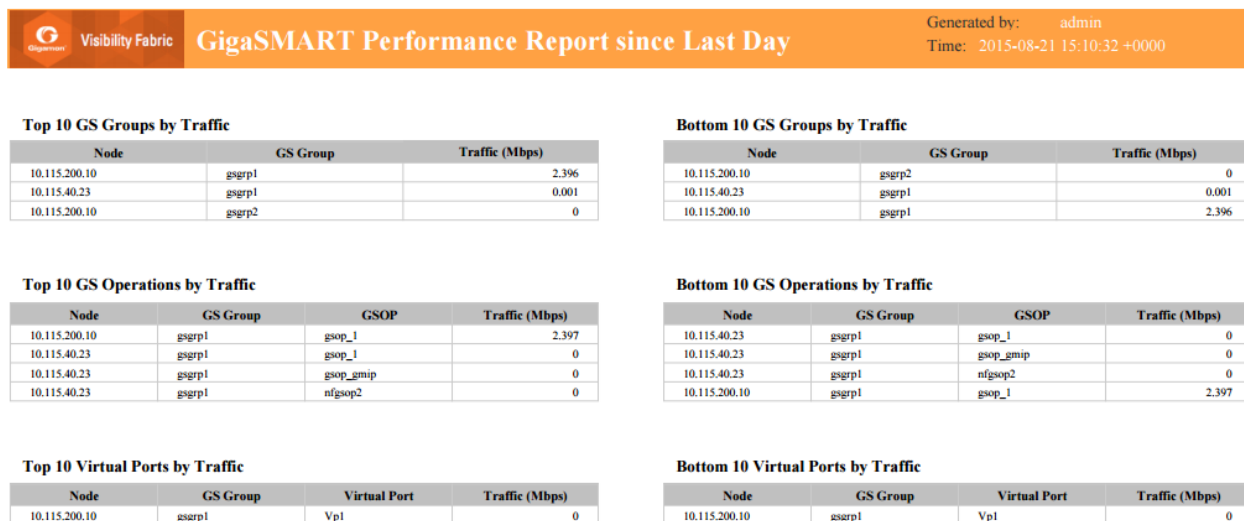 Gigamon Visibility Fabric GigaSMART Performance Report since Last Day
Generated by: admin
Time: 2015-08-21 15:10:32 +0000
Top 10 GS Groups by Traffic
Node GS Group Traffic (Mbps)
10.115.200.10 gsgrp1 2.396
10.115.40.23 gsgrp1 0.001
10.115.200.10 gsgrp2 0
Bottom 10 GS Groups by Traffic
Node GS Group Traffic (Mbps)
10.115.200.10 gsgrp2 0
10.115.40.23 gsgrp1 0.001
10.115.200.10 gsgrp1 2.396
Top 10 GS Operations by Traffic
Node GS Group GSOP Traffic (Mbps)
10.115.200.10 gsgrp1 gsop_1 2.397
10.115.40.23 gsgrp1 gsop_1 0
10.115.40.23 gsgrp1 gsop_gmip 0
10.115.40.23 gsgrp1 nfgsop2 0
Bottom 10 GS Operations by Traffic
Node GS Group GSOP Traffic (Mbps)
10.115.40.23 gsgrp1 gsop_1 0
10.115.40.23 gsgrp1 gsop_gmip 0
10.115.40.23 gsgrp1 nfgsop2 0
10.115.200.10 gsgrp1 gsop_1 2.397
Top 10 Virtual Ports by Traffic
Node GS Group Virtual Port Traffic (Mbps)
10.115.200.10 gsgrp1 Vp1 0
Bottom 10 Virtual Ports by Traffic
Node GS Group Virtual Port Traffic (Mbps)
10.115.200.10 gsgrp1 Vp1 0